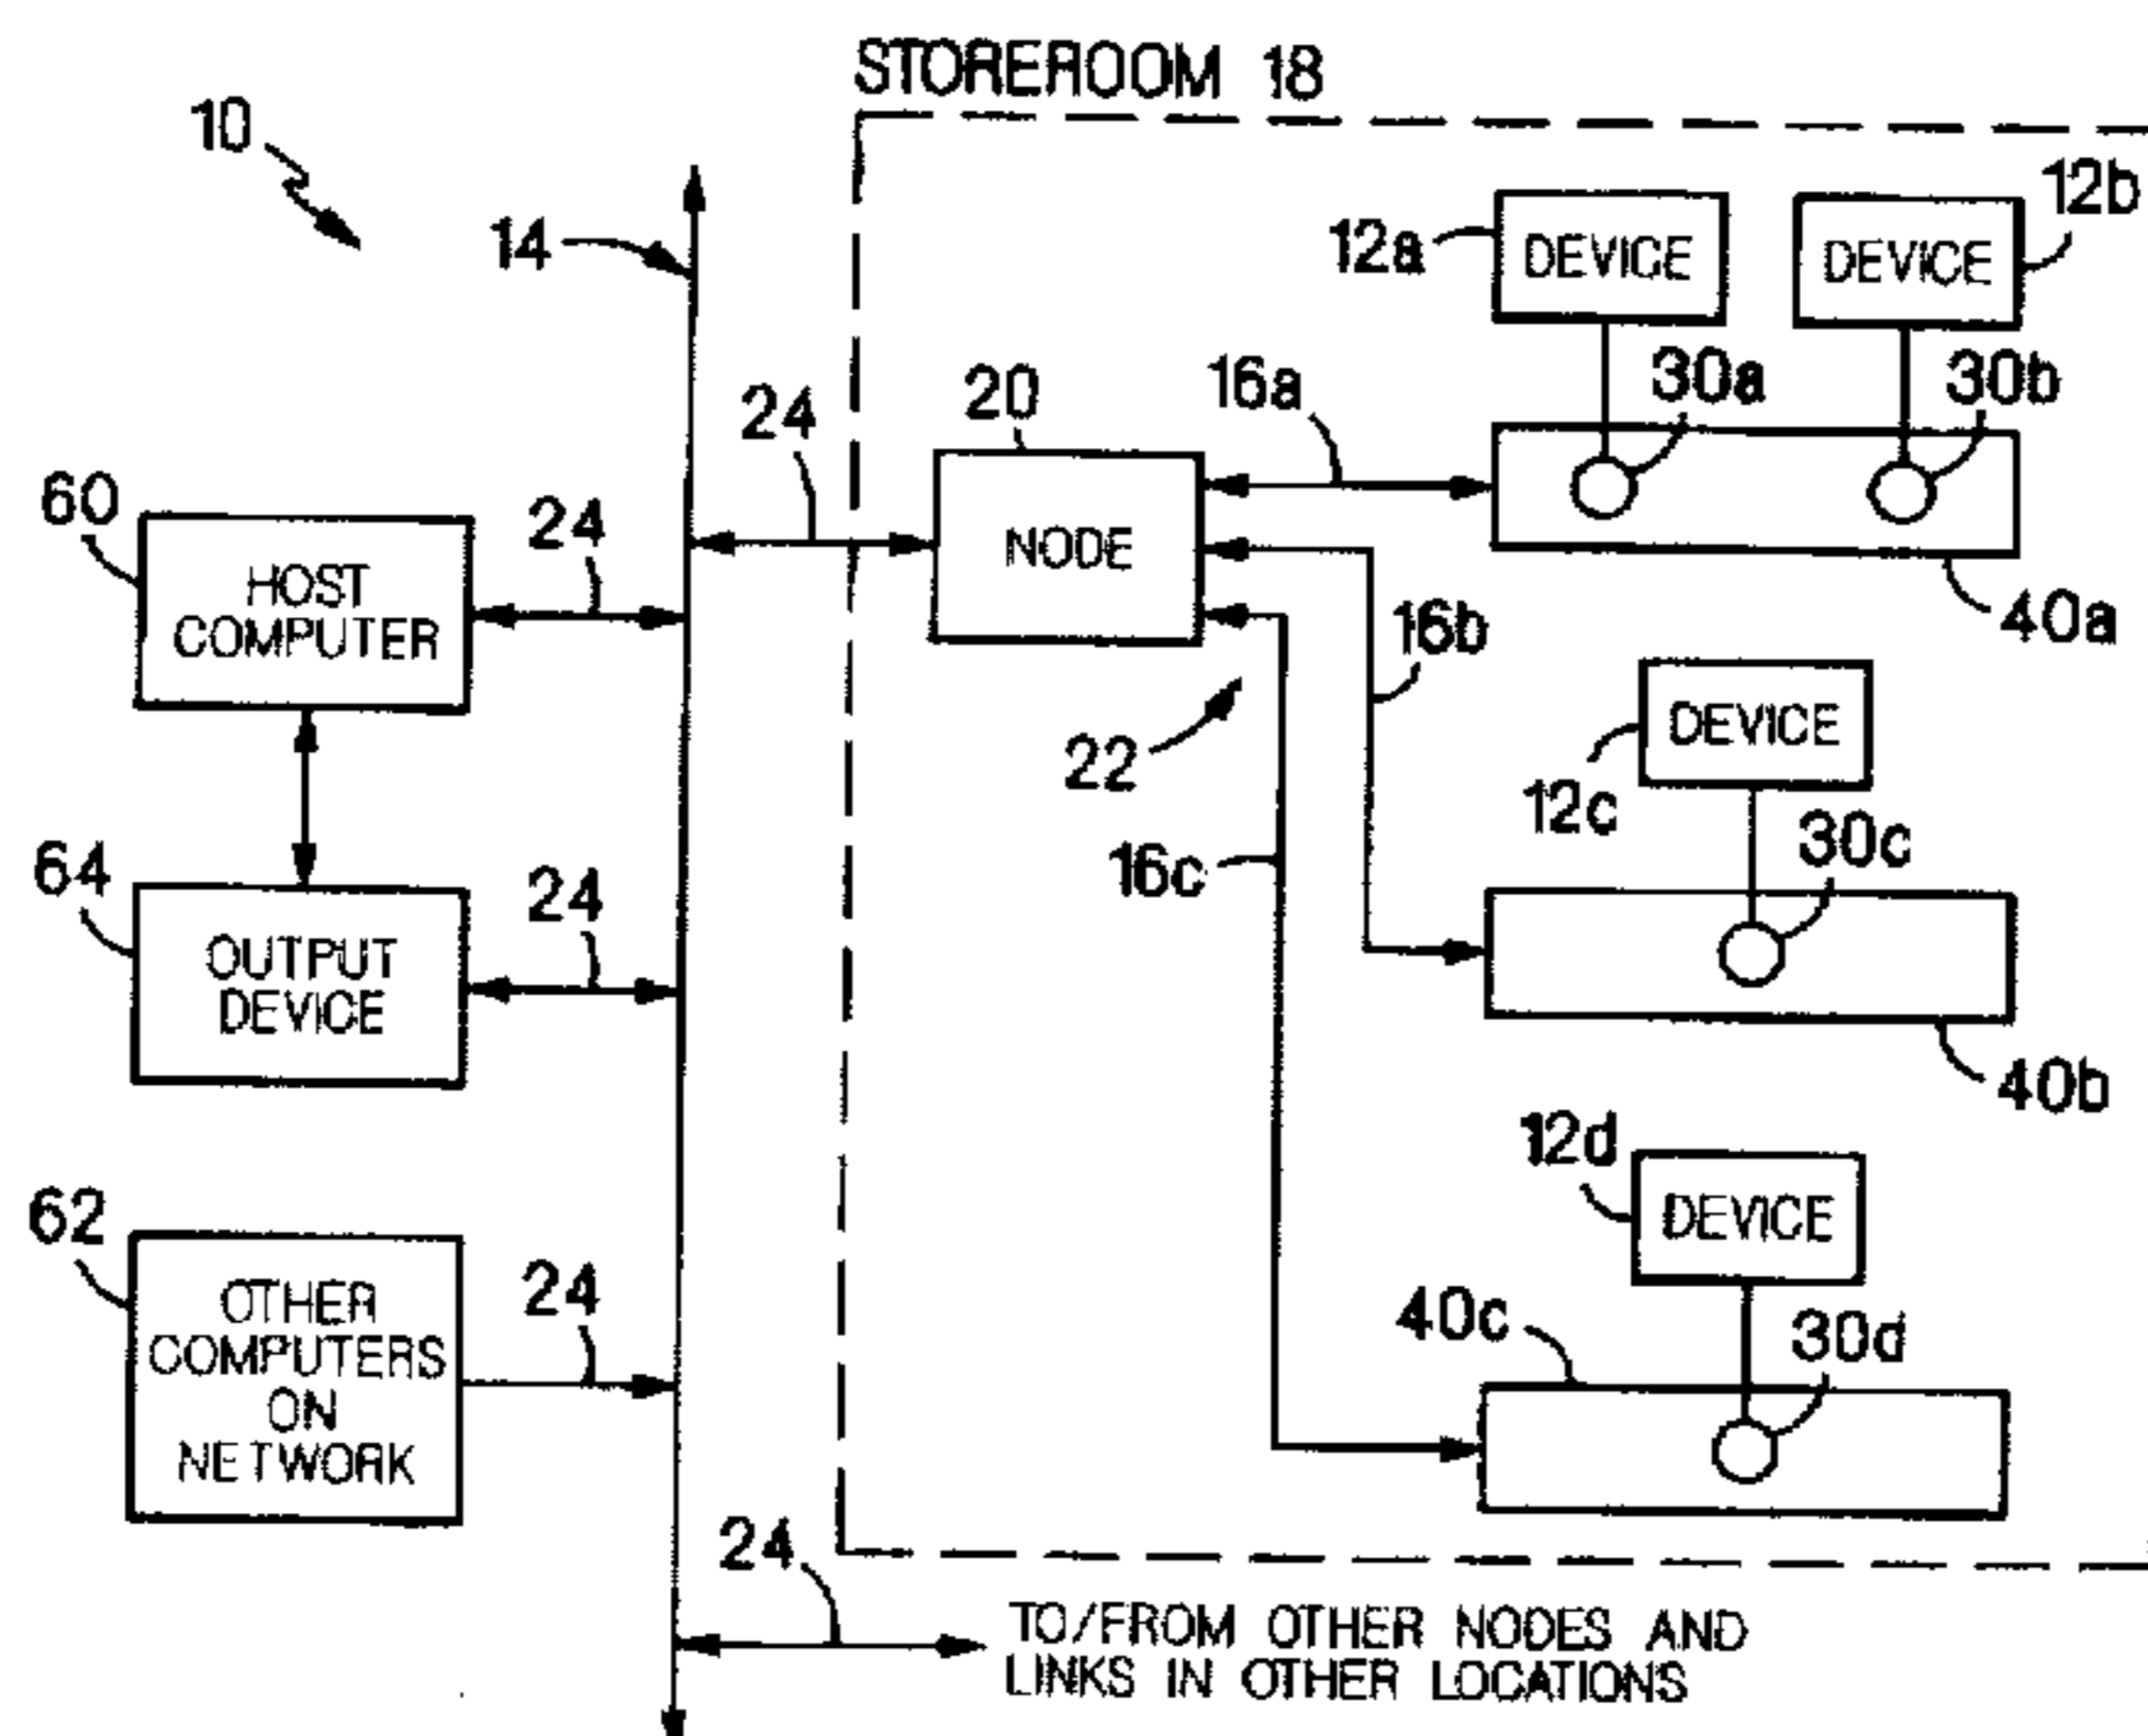 STOREROOM 18
10
14
12a
DEVICE
DEVICE
12b
24
20
16a
30a
30b
60
HOST
COMPUTER
24
NODE
40a
16b
22
DEVICE
12c
30c
16c
64
OUTPUT
DEVICE
24
40b
12d
DEVICE
62
OTHER
COMPUTERS
ON
NETWORK
24
40c
30d
24
TO/FROM OTHER NODES AND
LINKS IN OTHER LOCATIONS